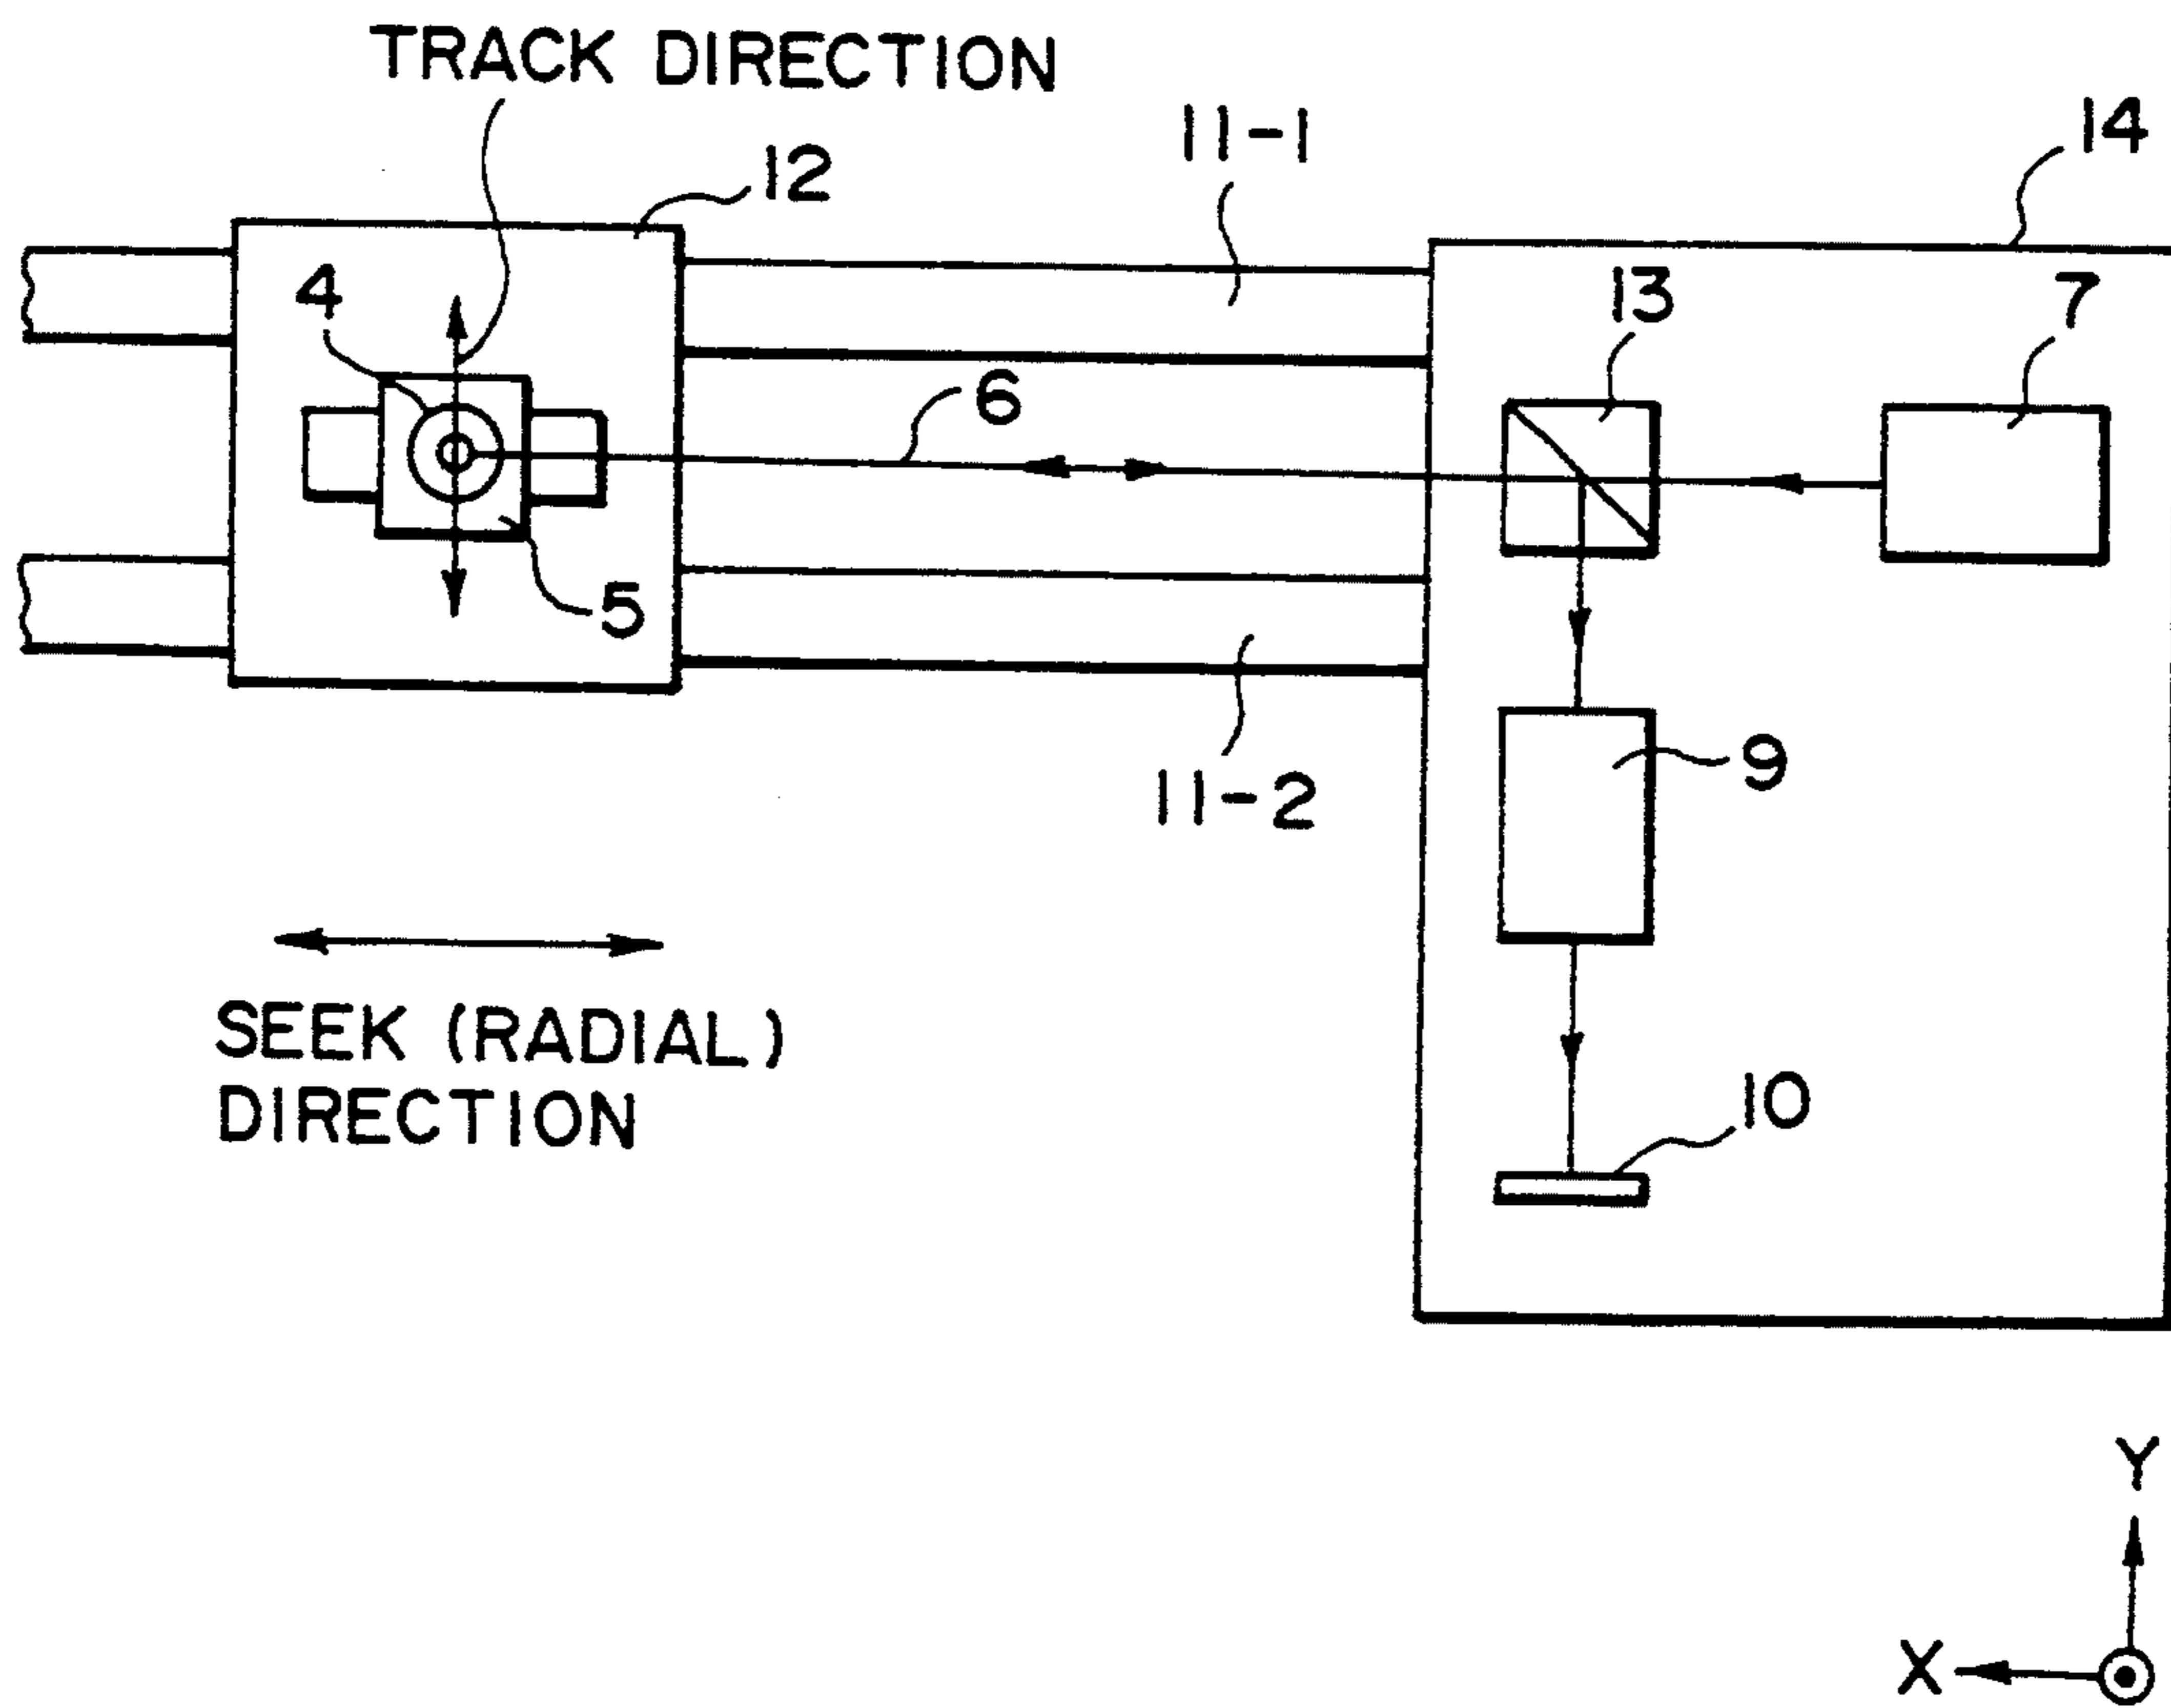 TRACK DIRECTION
11-1
14
12
4
13
7
6
5
9
11-2
SEEK (RADIAL)
DIRECTION
10
Y
X